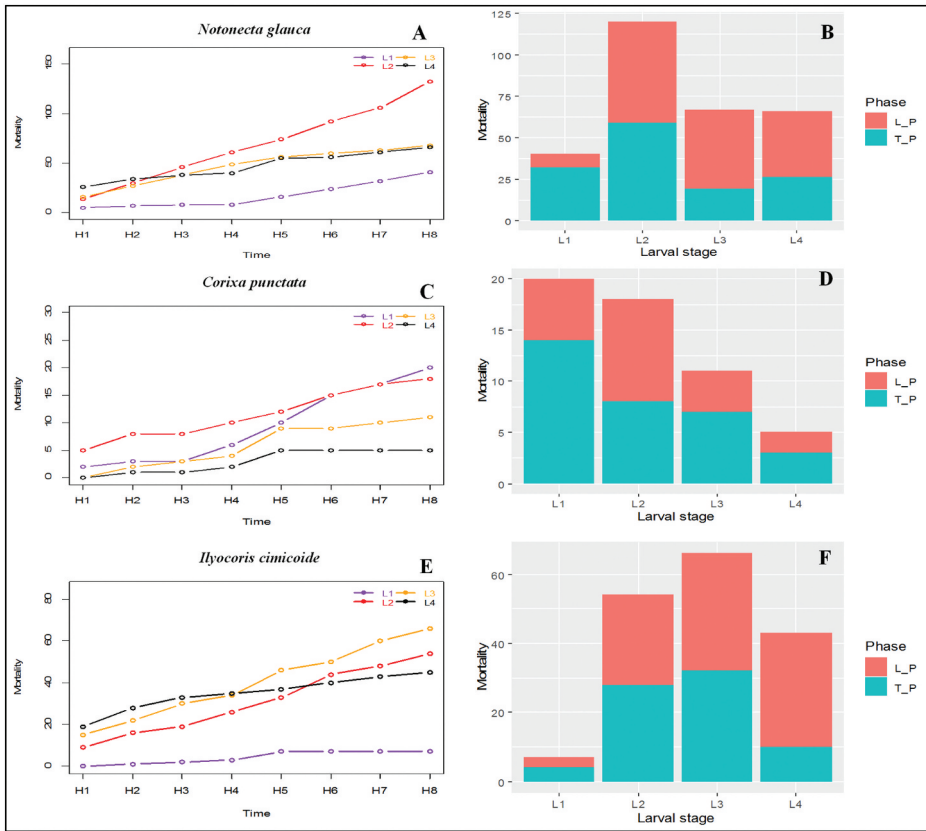 Notonecta glauca
A
L1 L3
L2 L4
150
100
50
0
Mortality
H1 H2 H3 H4 H5 H6 H7 H8
Time
B
125
100
75
50
25
0
Mortality
L1 L2 L3 L4
Larval stage
Phase
L_P
T_P
Corixa punctata
C
L1 L3
L2 L4
30
25
20
15
10
5
0
Mortality
H1 H2 H3 H4 H5 H6 H7 H8
Time
D
20
15
10
5
0
Mortality
L1 L2 L3 L4
Larval stage
Phase
L_P
T_P
Ilyocoris cimicoide
E
L1 L3
L2 L4
80
60
40
20
0
Mortality
H1 H2 H3 H4 H5 H6 H7 H8
Time
F
60
40
20
0
Mortality
L1 L2 L3 L4
Larval stage
Phase
L_P
T_P